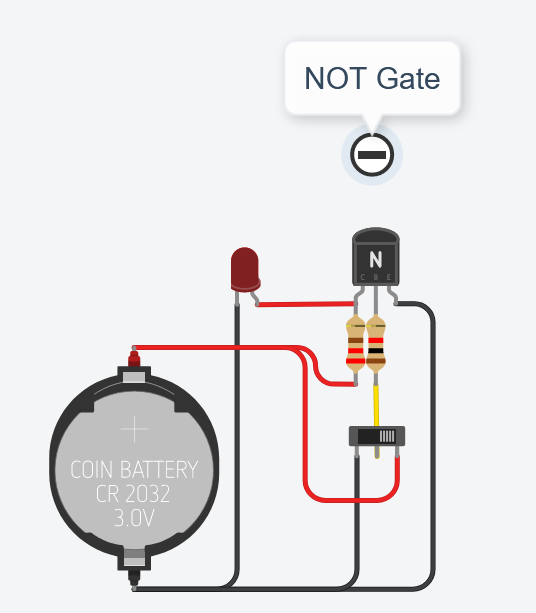 NOT Gate
N
C B E
COIN BATTERY
CR 2032
3.0V